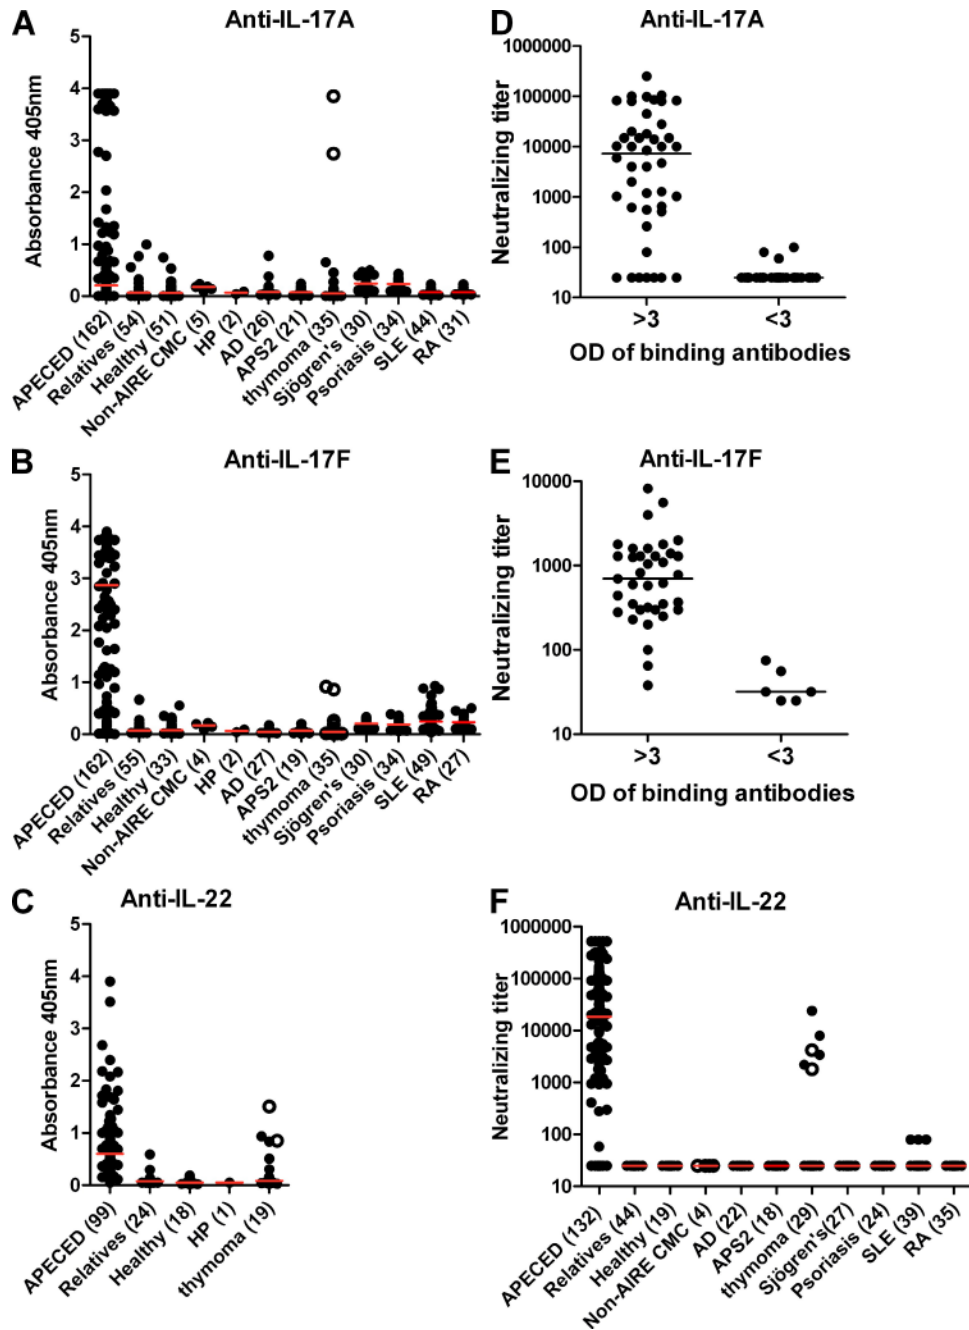 A
Anti-IL-17A
Absorbance 405nm
5
4
3
2
1
0
APECED (162)
Relatives (54)
Healthy (51)
Non-AIRE CMC (5)
HP (2)
AD (26)
APS2 (21)
thymoma (35)
Sjögren's (30)
Psoriasis (34)
SLE (44)
RA (31)
D
Anti-IL-17A
Neutralizing titer
1000000
100000
10000
1000
100
10
>3
<3
OD of binding antibodies
B
Anti-IL-17F
Absorbance 405nm
5
4
3
2
1
0
APECED (162)
Relatives (55)
Healthy (33)
Non-AIRE CMC (4)
HP (2)
AD (27)
APS2 (19)
thymoma (35)
Sjögren's (30)
Psoriasis (34)
SLE (49)
RA (27)
E
Anti-IL-17F
Neutralizing titer
10000
1000
100
10
>3
<3
OD of binding antibodies
C
Anti-IL-22
Absorbance 405nm
5
4
3
2
1
0
APECED (99)
Relatives (24)
Healthy (18)
HP (1)
thymoma (19)
F
Anti-IL-22
Neutralizing titer
1000000
100000
10000
1000
100
10
APECED (132)
Relatives (44)
Healthy (19)
Non-AIRE CMC (4)
AD (22)
APS2 (18)
thymoma (29)
Sjögren's(27)
Psoriasis (24)
SLE (39)
RA (35)